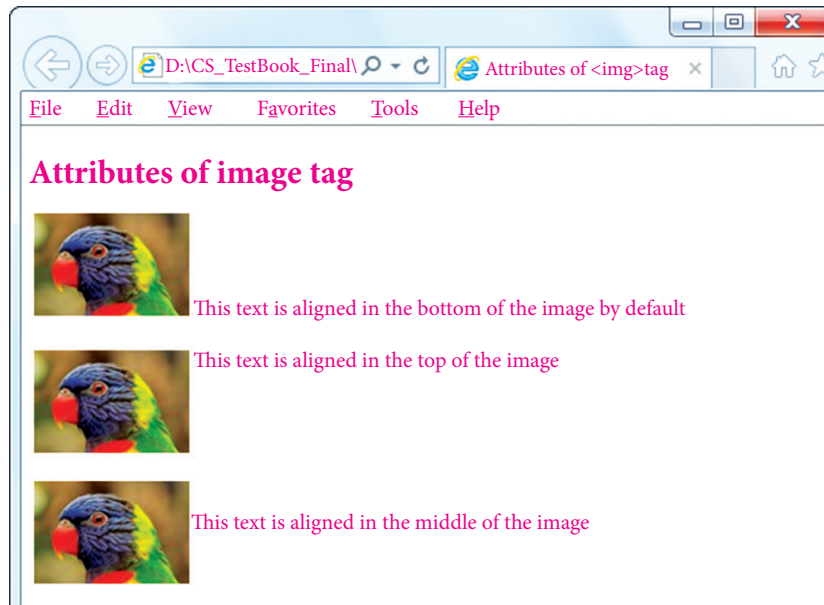 D:\CS_TestBook_Final\
Attributes of <img>tag
File Edit View Favorites Tools Help
Attributes of image tag
This text is aligned in the bottom of the image by default
This text is aligned in the top of the image
This text is aligned in the middle of the image